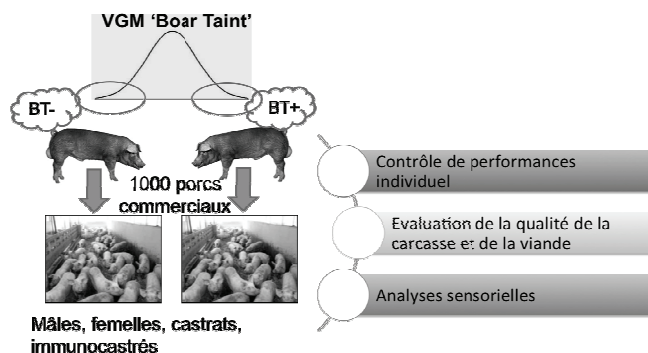 VGM 'Boar Taint'
BT-
BT+
1000 porcs
commerciaux
Mâles, femelles, castrats,
immunocastrés
Contrôle de performances
individuel
Evaluation de la qualité de la
carcasse et de la viande
Analyses sensorielles